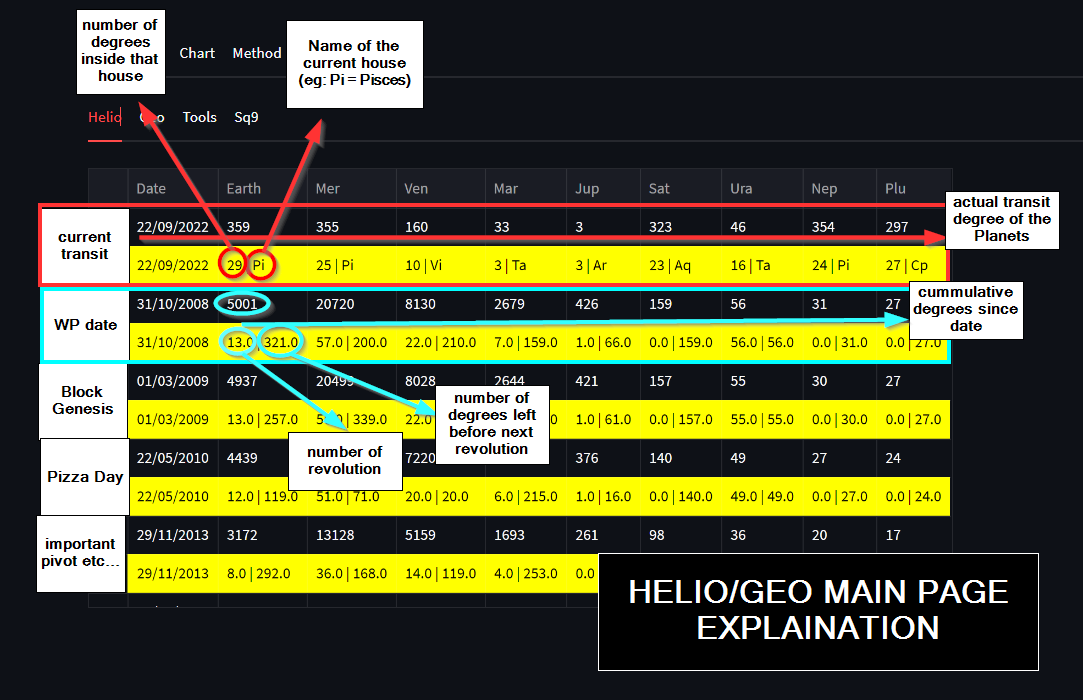 number of
degrees
inside that
house
Name of the
current house
(eg: Pi = Pisces)
Chart Method
Helio Geo Tools Sq9
Date Earth Mer Ven Mar Jup Sat Ura Nep Plu
current
transit
22/09/2022 359 355 160 33 3 323 46 354 297
22/09/2022 29 | Pi 25 | Pi 10 | Vi 3 | Ta 3 | Ar 23 | Aq 16 | Ta 24 | Pi 27 | Cp
actual transit
degree of the
Planets
WP date
31/10/2008 5001 20720 8130 2679 426 159 56 31 27
31/10/2008 13.0 | 321.0 57.0 | 200.0 22.0 | 210.0 7.0 | 159.0 1.0 | 66.0 0.0 | 159.0 56.0 | 56.0 0.0 | 31.0 0.0 | 27.0
cummulative
degrees since
date
Block
Genesis
01/03/2009 4937 20499 8028 2644 421 157 55 30 27
01/03/2009 13.0 | 257.0 339.0 22.0 1.0 | 61.0 0.0 | 157.0 55.0 | 55.0 0.0 | 30.0 0.0 | 27.0
number of
degrees left
before next
revolution
number of
revolution
Pizza Day
22/05/2010 4439 7220 1693 376 140 49 27 24
22/05/2010 12.0 | 119.0 51.0 | 71.0 20.0 | 20.0 6.0 | 215.0 1.0 | 16.0 0.0 | 140.0 49.0 | 49.0 0.0 | 27.0 0.0 | 24.0
important
pivot etc...
29/11/2013 3172 13128 5159 1693 261 98 36 20 17
29/11/2013 8.0 | 292.0 36.0 | 168.0 14.0 | 119.0 4.0 | 253.0 0.0
HELIO/GEO MAIN PAGE
EXPLAINATION